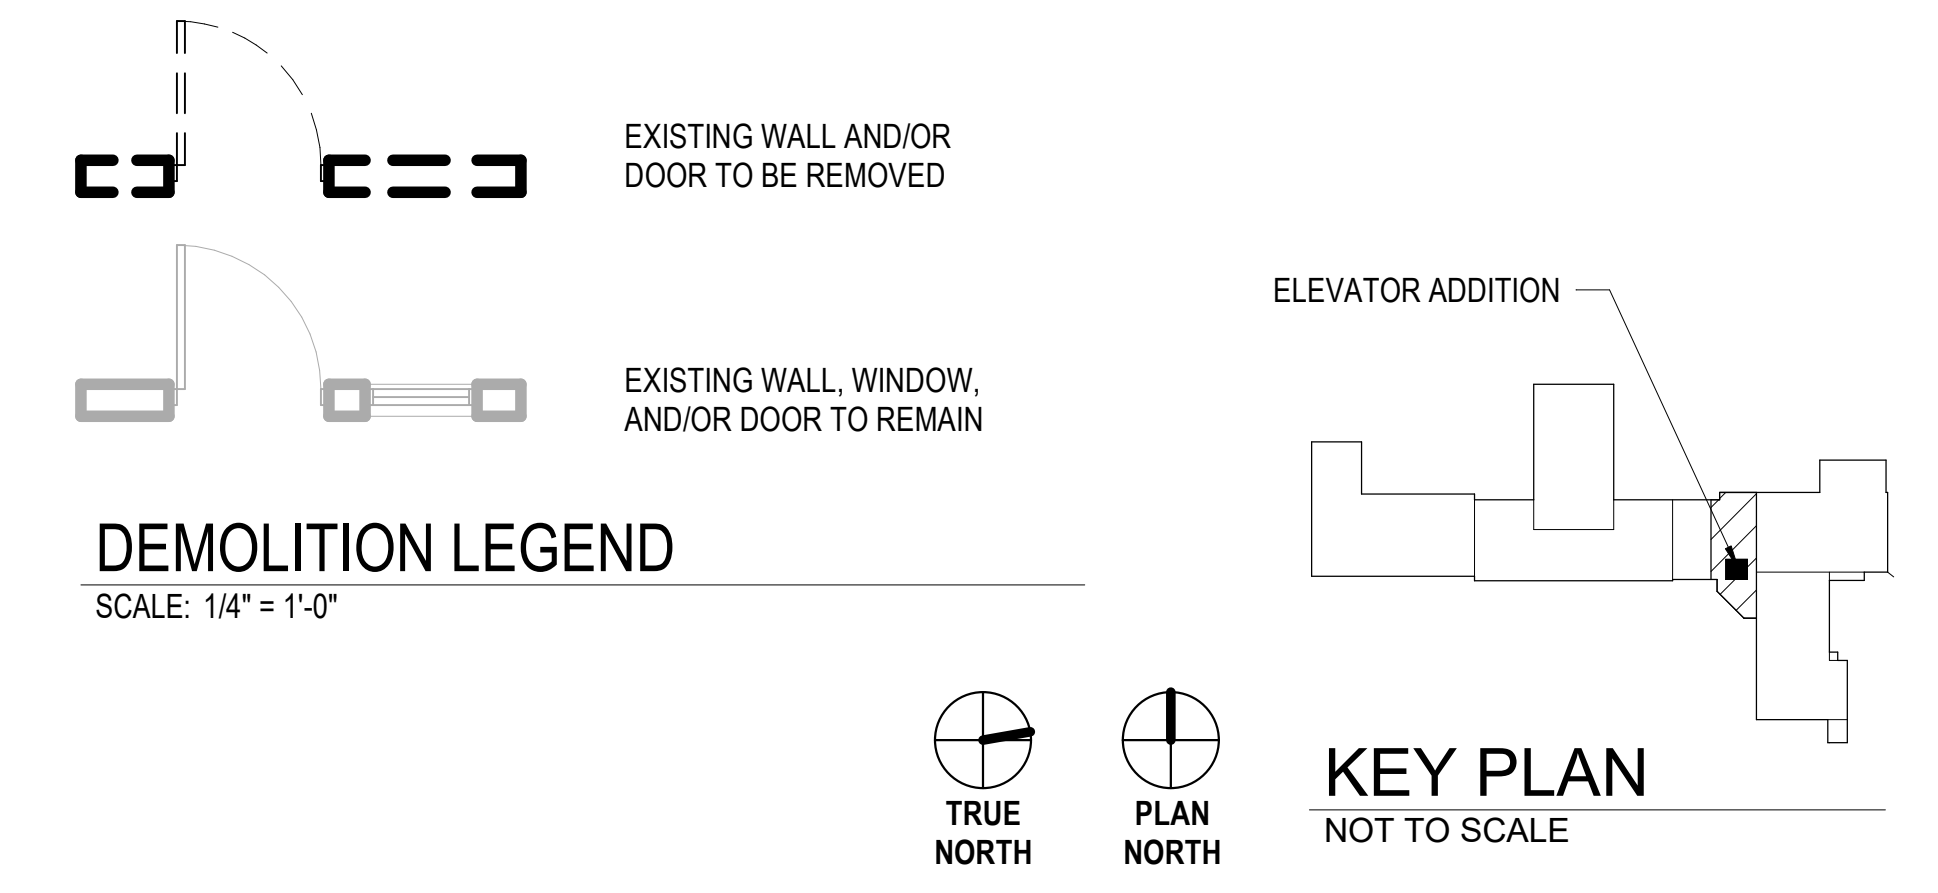 EXISTING WALL AND/OR
DOOR TO BE REMOVED
EXISTING WALL, WINDOW,
AND/OR DOOR TO REMAIN
DEMOLITION LEGEND
SCALE: 1/4" = 1'-0"
ELEVATOR ADDITION
TRUE
NORTH
PLAN
NORTH
KEY PLAN
NOT TO SCALE